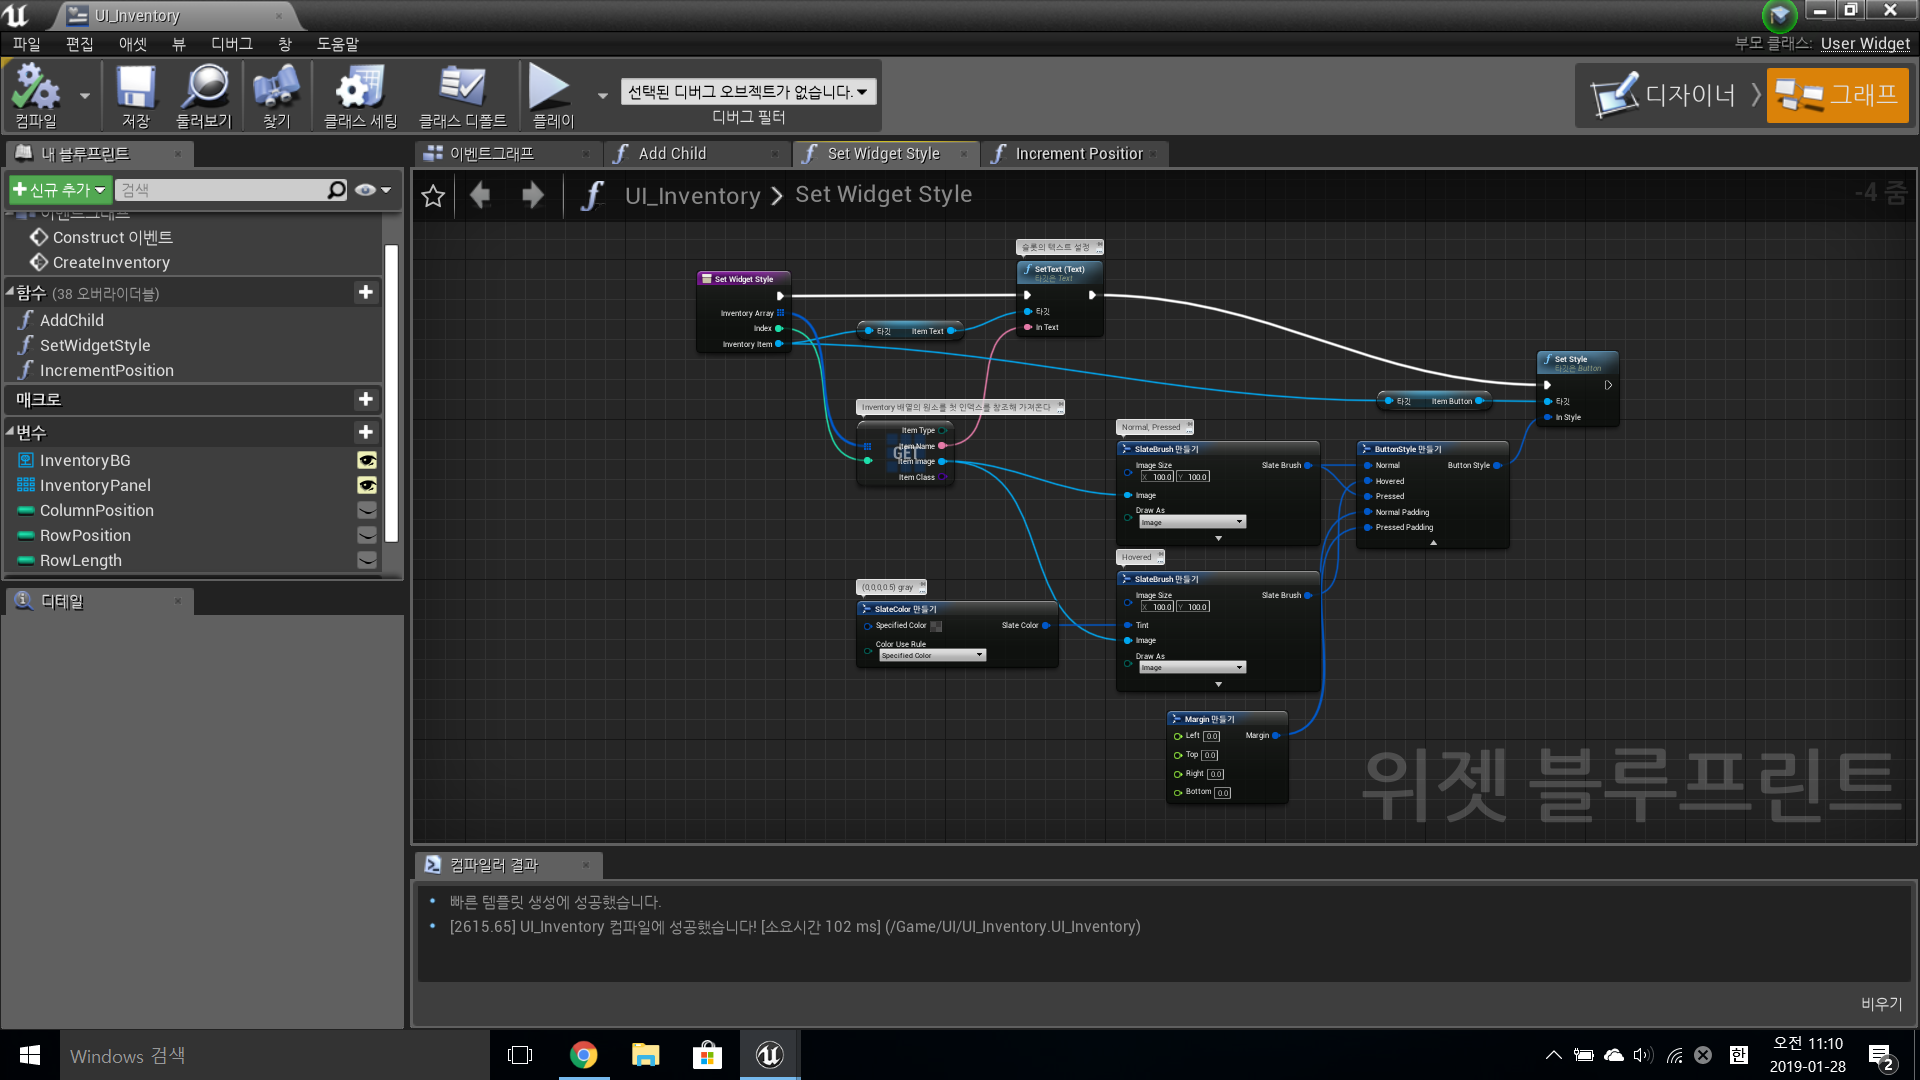 UI_Inventory
파일 편집 애셋 뷰 디버그 창 도움말
부모 클래스: User Widget
컴파일 저장 둘러보기 찾기 클래스 세팅 클래스 디폴트 플레이
선택된 디버그 오브젝트가 없습니다.
디버그 필터
디자이너 그래프
내 블루프린트
신규 추가 검색
이벤트그래프
Construct 이벤트
CreateInventory
함수 (38 오버라이더블)
AddChild
SetWidgetStyle
IncrementPosition
매크로
변수
InventoryBG
InventoryPanel
ColumnPosition
RowPosition
RowLength
디테일
이벤트그래프 Add Child Set Widget Style Increment Position
UI_Inventory > Set Widget Style
-4 줌
Set Widget Style
Inventory Array
Index
Inventory Item
타깃 Item Text
슬롯의 텍스트 설정
SetText (Text)
타깃은 Text
타깃
In Text
Inventory 배열의 원소를 첫 인덱스를 참조해 가져온다
GET
Item Type
Item Name
Item Image
Item Class
(0,0,0,0.5) gray
SlateColor 만들기
Specified Color Slate Color
Color Use Rule
Specified Color
Normal, Pressed
SlateBrush 만들기
Image Size Slate Brush
X 100.0 Y 100.0
Image
Draw As
Image
Hovered
SlateBrush 만들기
Image Size Slate Brush
X 100.0 Y 100.0
Tint
Image
Draw As
Image
Margin 만들기
Left 0.0 Margin
Top 0.0
Right 0.0
Bottom 0.0
타깃 Item Button
ButtonStyle 만들기
Normal Button Style
Hovered
Pressed
Normal Padding
Pressed Padding
Set Style
타깃은 Button
타깃
In Style
위젯 블루프린트
컴파일러 결과
빠른 템플릿 생성에 성공했습니다.
[2615.65] UI_Inventory 컴파일에 성공했습니다! [소요시간 102 ms] (/Game/UI/UI_Inventory.UI_Inventory)
비우기
Windows 검색
한
오전 11:10
2019-01-28
2